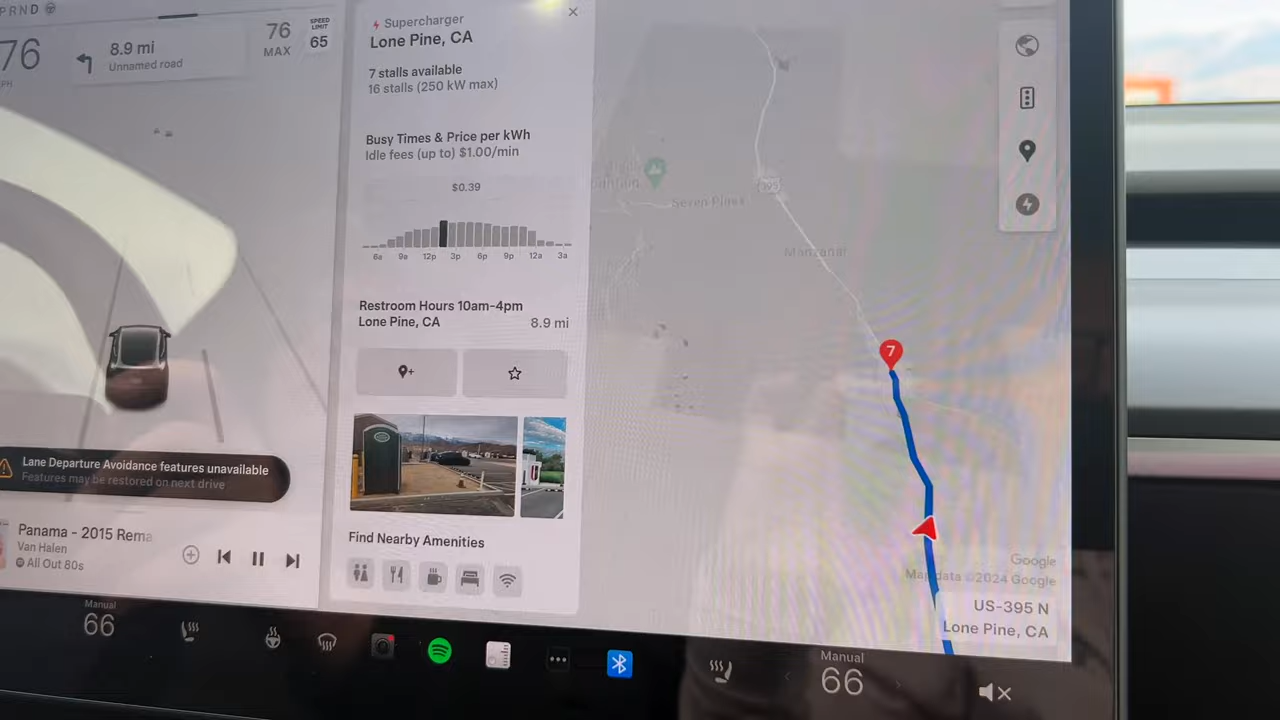 PRND
76
PH
8.9 mi
Unnamed road
76
MAX
SPEED
LIMIT
65
Supercharger
Lone Pine, CA
7 stalls available
16 stalls (250 kW max)
Busy Times & Price per kWh
Idle fees (up to) $1.00/min
$0.39
6a 9a 12p 3p 6p 9p 12a 3a
Restroom Hours 10am-4pm
Lone Pine, CA
8.9 mi
Find Nearby Amenities
Lane Departure Avoidance features unavailable
Features may be restored on next drive
Panama - 2015 Rema
Van Halen
All Out 80s
Seven Pines
Manzanar
7
Google
Map data ©2024 Google
US-395 N
Lone Pine, CA
Manual
66
Manual
66